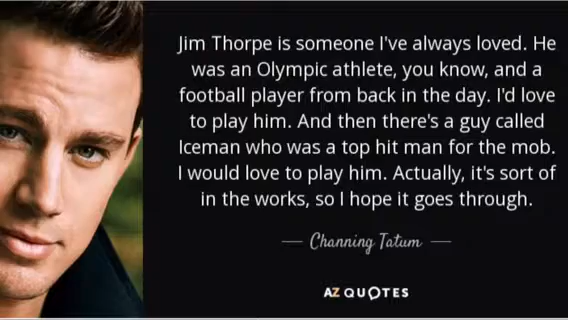 Jim Thorpe is someone I've always loved. He
was an Olympic athlete, you know, and a
football player from back in the day. I'd love
to play him. And then there's a guy called
Iceman who was a top hit man for the mob.
I would love to play him. Actually, it's sort of
in the works, so I hope it goes through.
— Channing Tatum —
AZ QUOTES